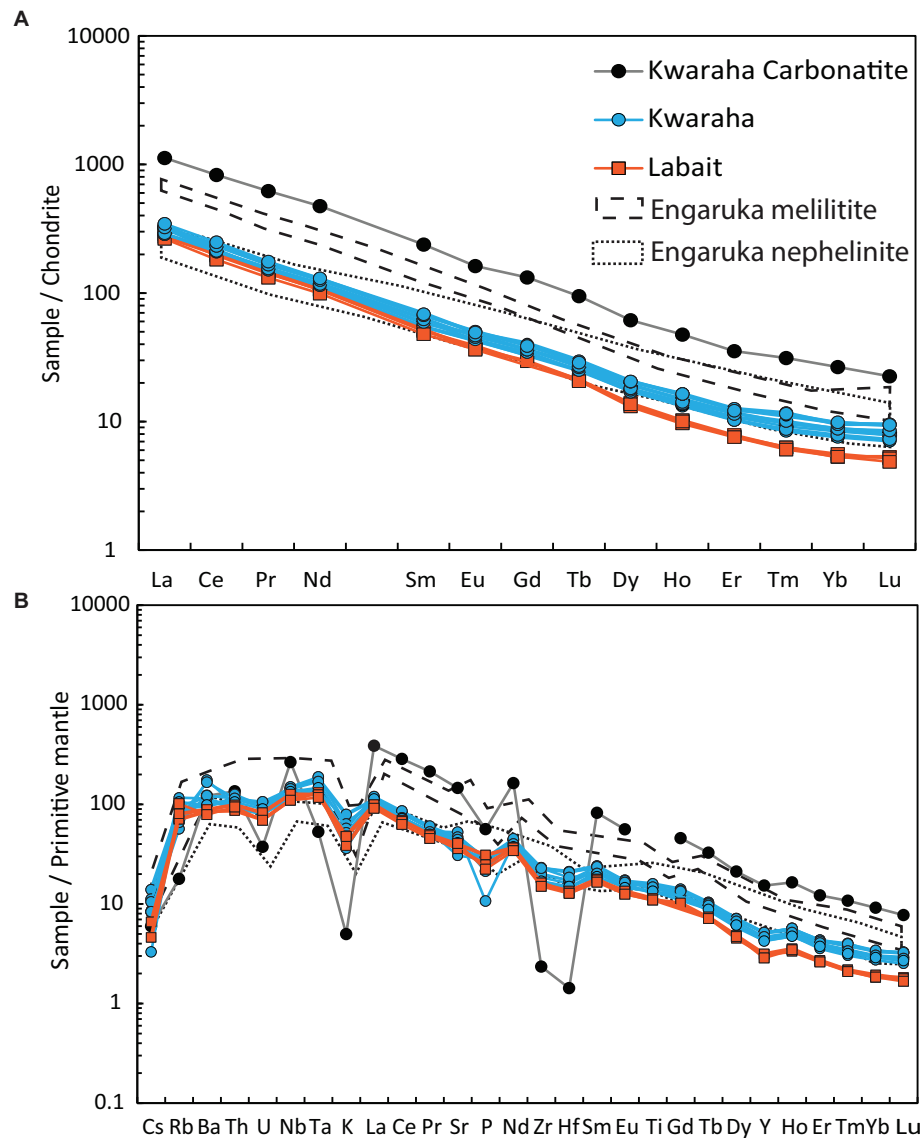 A
10000
1000
100
10
1
Sample / Chondrite
Kwaraha Carbonatite
Kwaraha
Labait
Engaruka melilitite
Engaruka nephelinite
La Ce Pr Nd Sm Eu Gd Tb Dy Ho Er Tm Yb Lu
B
10000
1000
100
10
1
0.1
Sample / Primitive mantle
Cs Rb Ba Th U Nb Ta K La Ce Pr Sr P Nd Zr Hf Sm Eu Ti Gd Tb Dy Y Ho Er Tm Yb Lu